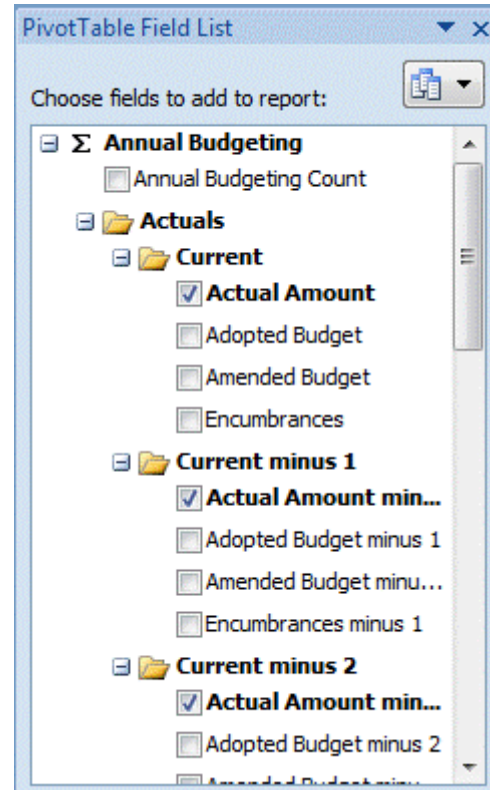 PivotTable Field List
Choose fields to add to report:
Σ Annual Budgeting
Annual Budgeting Count
Actuals
Current
Actual Amount
Adopted Budget
Amended Budget
Encumbrances
Current minus 1
Actual Amount min...
Adopted Budget minus 1
Amended Budget minu...
Encumbrances minus 1
Current minus 2
Actual Amount min...
Adopted Budget minus 2